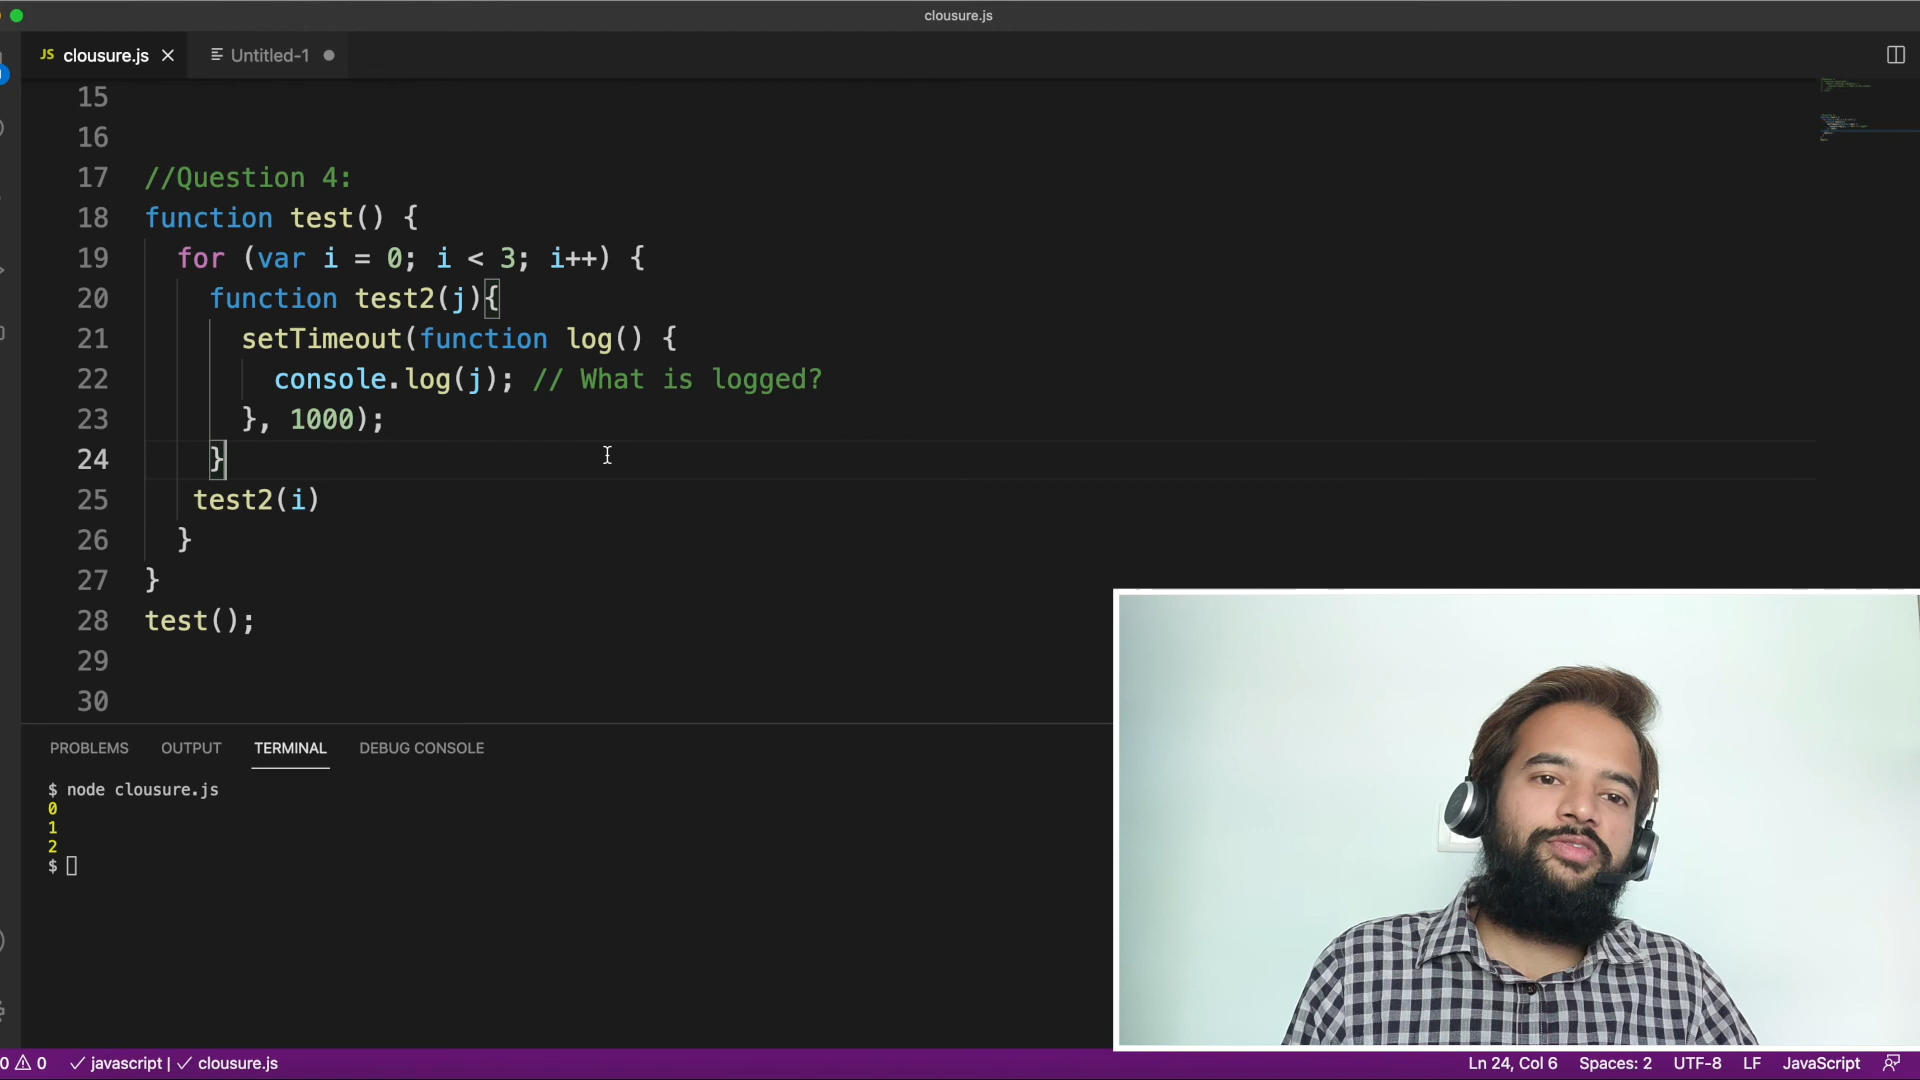 clousure.js
JS clousure.js
Untitled-1
15
16
17 //Question 4:
18 function test() {
19 for (var i = 0; i < 3; i++) {
20 function test2(j){
21 setTimeout(function log() {
22 console.log(j); // What is logged?
23 }, 1000);
24 }
25 test2(i)
26 }
27 }
28 test();
29
30
PROBLEMS OUTPUT TERMINAL DEBUG CONSOLE
$ node clousure.js
0
1
2
$
0 0 javascript | clousure.js Ln 24, Col 6 Spaces: 2 UTF-8 LF JavaScript